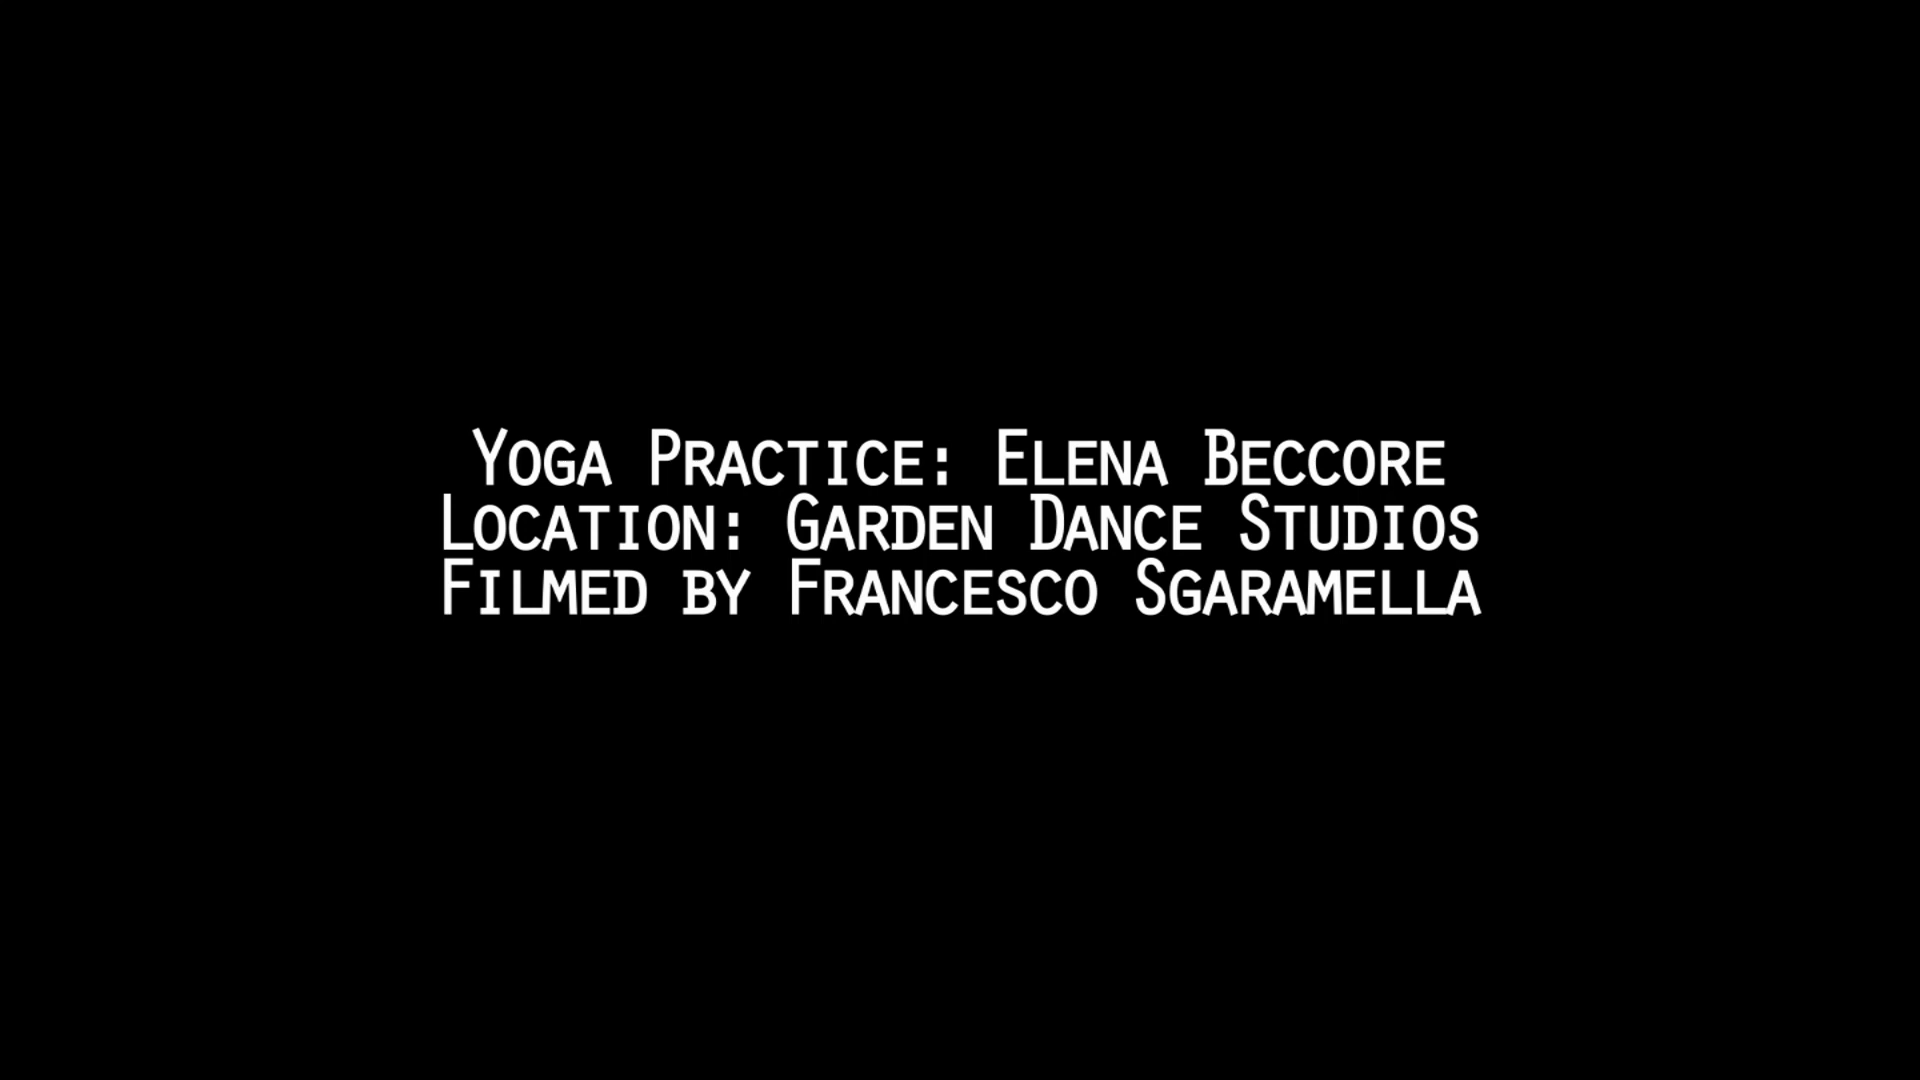 Yoga Practice: Elena Beccore
Location: Garden Dance Studios
Filmed by Francesco Sgaramella